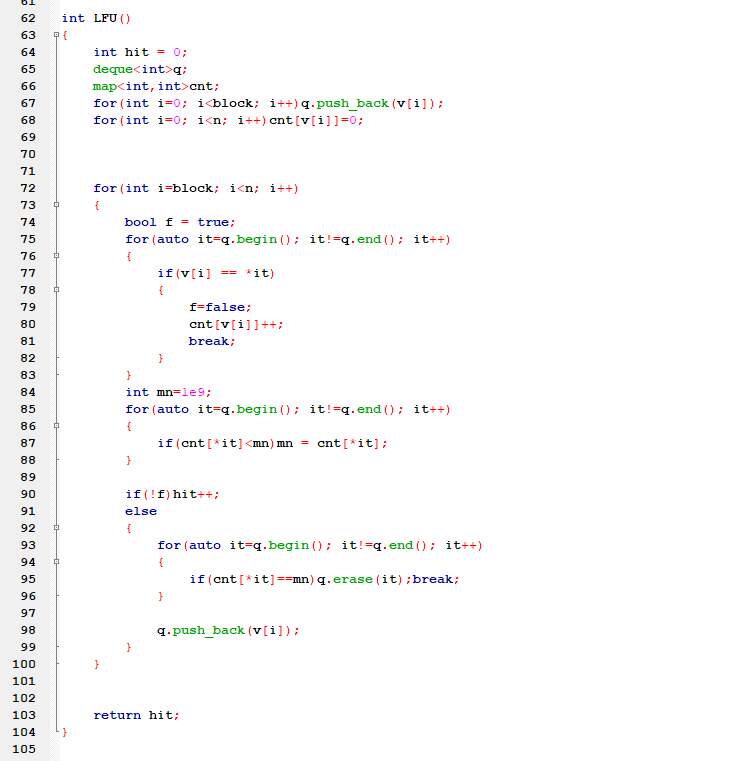 61
62 int LFU()
63 {
64     int hit = 0;
65     deque<int>q;
66     map<int,int>cnt;
67     for(int i=0; i<block; i++)q.push_back(v[i]);
68     for(int i=0; i<n; i++)cnt[v[i]]=0;
69
70
71
72     for(int i=block; i<n; i++)
73     {
74         bool f = true;
75         for(auto it=q.begin(); it!=q.end(); it++)
76         {
77             if(v[i] == *it)
78             {
79                 f=false;
80                 cnt[v[i]]++;
81                 break;
82             }
83         }
84         int mn=1e9;
85         for(auto it=q.begin(); it!=q.end(); it++)
86         {
87             if(cnt[*it]<mn)mn = cnt[*it];
88         }
89
90         if(!f)hit++;
91         else
92         {
93             for(auto it=q.begin(); it!=q.end(); it++)
94             {
95                 if(cnt[*it]==mn)q.erase(it);break;
96             }
97
98             q.push_back(v[i]);
99         }
100     }
101
102
103     return hit;
104 }
105